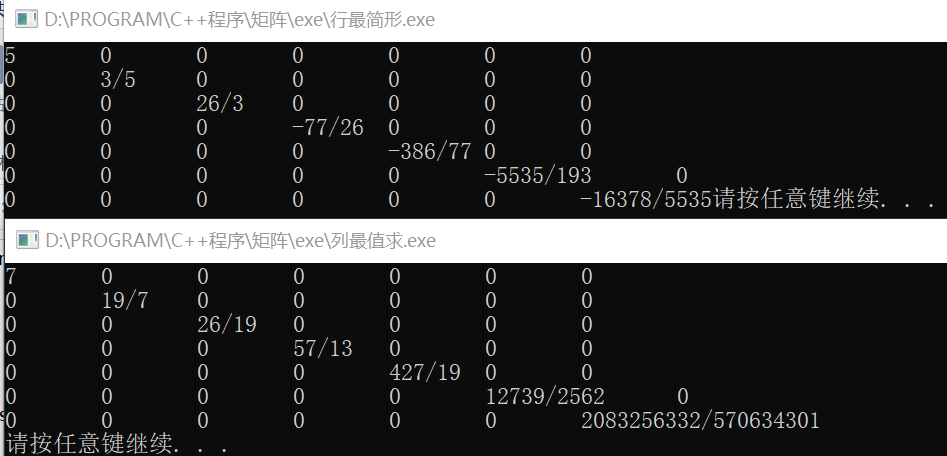 D:\PROGRAM\C++程序\矩阵\exe\行最简形.exe
5 0 0 0 0 0 0
0 3/5 0 0 0 0 0
0 0 26/3 0 0 0 0
0 0 0 -77/26 0 0 0
0 0 0 0 -386/77 0 0
0 0 0 0 0 -5535/193 0
0 0 0 0 0 0 -16378/5535请按任意键继续. . .
D:\PROGRAM\C++程序\矩阵\exe\列最值求.exe
7 0 0 0 0 0 0
0 19/7 0 0 0 0 0
0 0 26/19 0 0 0 0
0 0 0 57/13 0 0 0
0 0 0 0 427/19 0 0
0 0 0 0 0 12739/2562 0
0 0 0 0 0 0 2083256332/570634301
请按任意键继续. . .